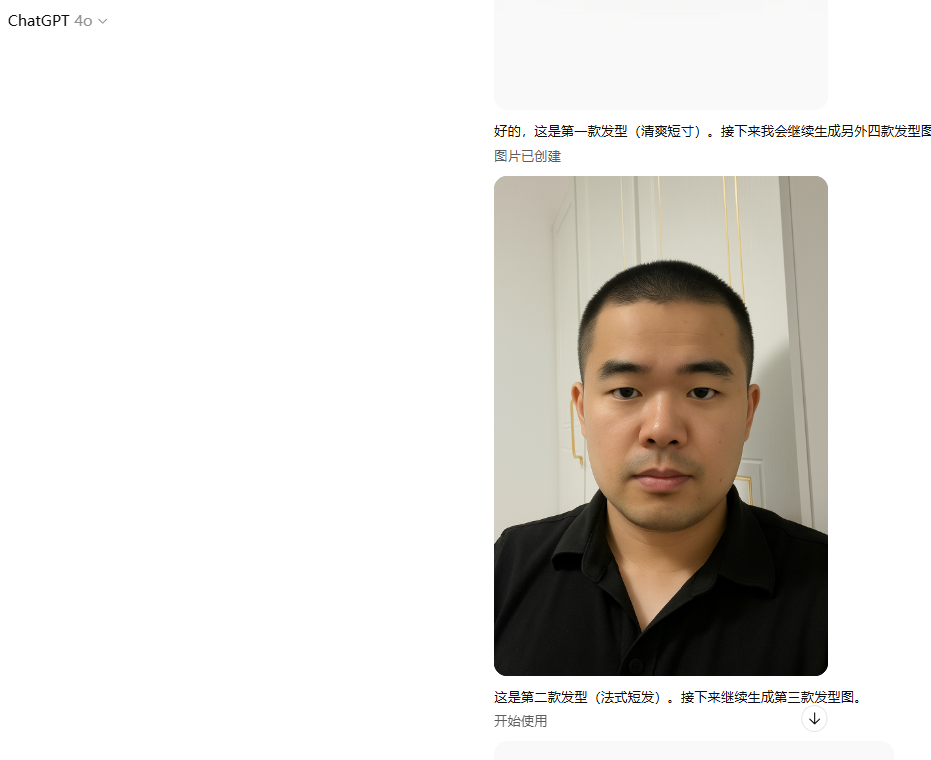 ChatGPT 4o
好的，这是第一款发型（清爽短寸）。接下来我会继续生成另外四款发型图
图片已创建
这是第二款发型（法式短发）。接下来继续生成第三款发型图。
开始使用